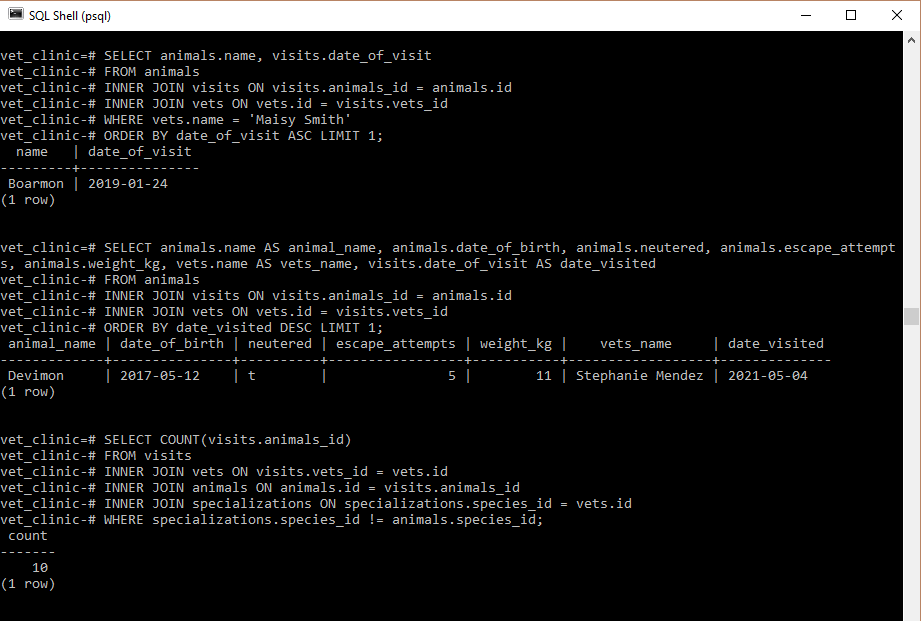 SQL Shell (psql)
vet_clinic=# SELECT animals.name, visits.date_of_visit
vet_clinic-# FROM animals
vet_clinic-# INNER JOIN visits ON visits.animals_id = animals.id
vet_clinic-# INNER JOIN vets ON vets.id = visits.vets_id
vet_clinic-# WHERE vets.name = 'Maisy Smith'
vet_clinic-# ORDER BY date_of_visit ASC LIMIT 1;
  name   | date_of_visit
---------+---------------
 Boarmon | 2019-01-24
(1 row)
vet_clinic=# SELECT animals.name AS animal_name, animals.date_of_birth, animals.neutered, animals.escape_attempt
s, animals.weight_kg, vets.name AS vets_name, visits.date_of_visit AS date_visited
vet_clinic-# FROM animals
vet_clinic-# INNER JOIN visits ON visits.animals_id = animals.id
vet_clinic-# INNER JOIN vets ON vets.id = visits.vets_id
vet_clinic-# ORDER BY date_visited DESC LIMIT 1;
 animal_name | date_of_birth | neutered | escape_attempts | weight_kg |    vets_name     | date_visited
-------------+---------------+----------+-----------------+-----------+------------------+--------------
 Devimon     | 2017-05-12    | t        |               5 |        11 | Stephanie Mendez | 2021-05-04
(1 row)
vet_clinic=# SELECT COUNT(visits.animals_id)
vet_clinic-# FROM visits
vet_clinic-# INNER JOIN vets ON visits.vets_id = vets.id
vet_clinic-# INNER JOIN animals ON animals.id = visits.animals_id
vet_clinic-# INNER JOIN specializations ON specializations.species_id = vets.id
vet_clinic-# WHERE specializations.species_id != animals.species_id;
 count
-------
    10
(1 row)